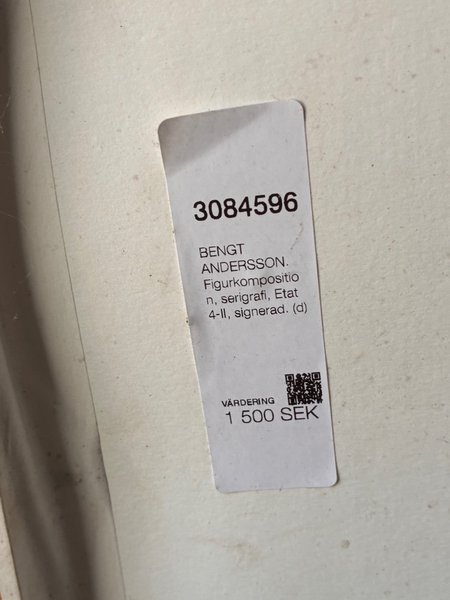 3084596
BENGT
ANDERSSON.
Figurkompositio
n, serigrafi, Etat
4-II, signerad. (d)
VÄRDERING
1 500 SEK